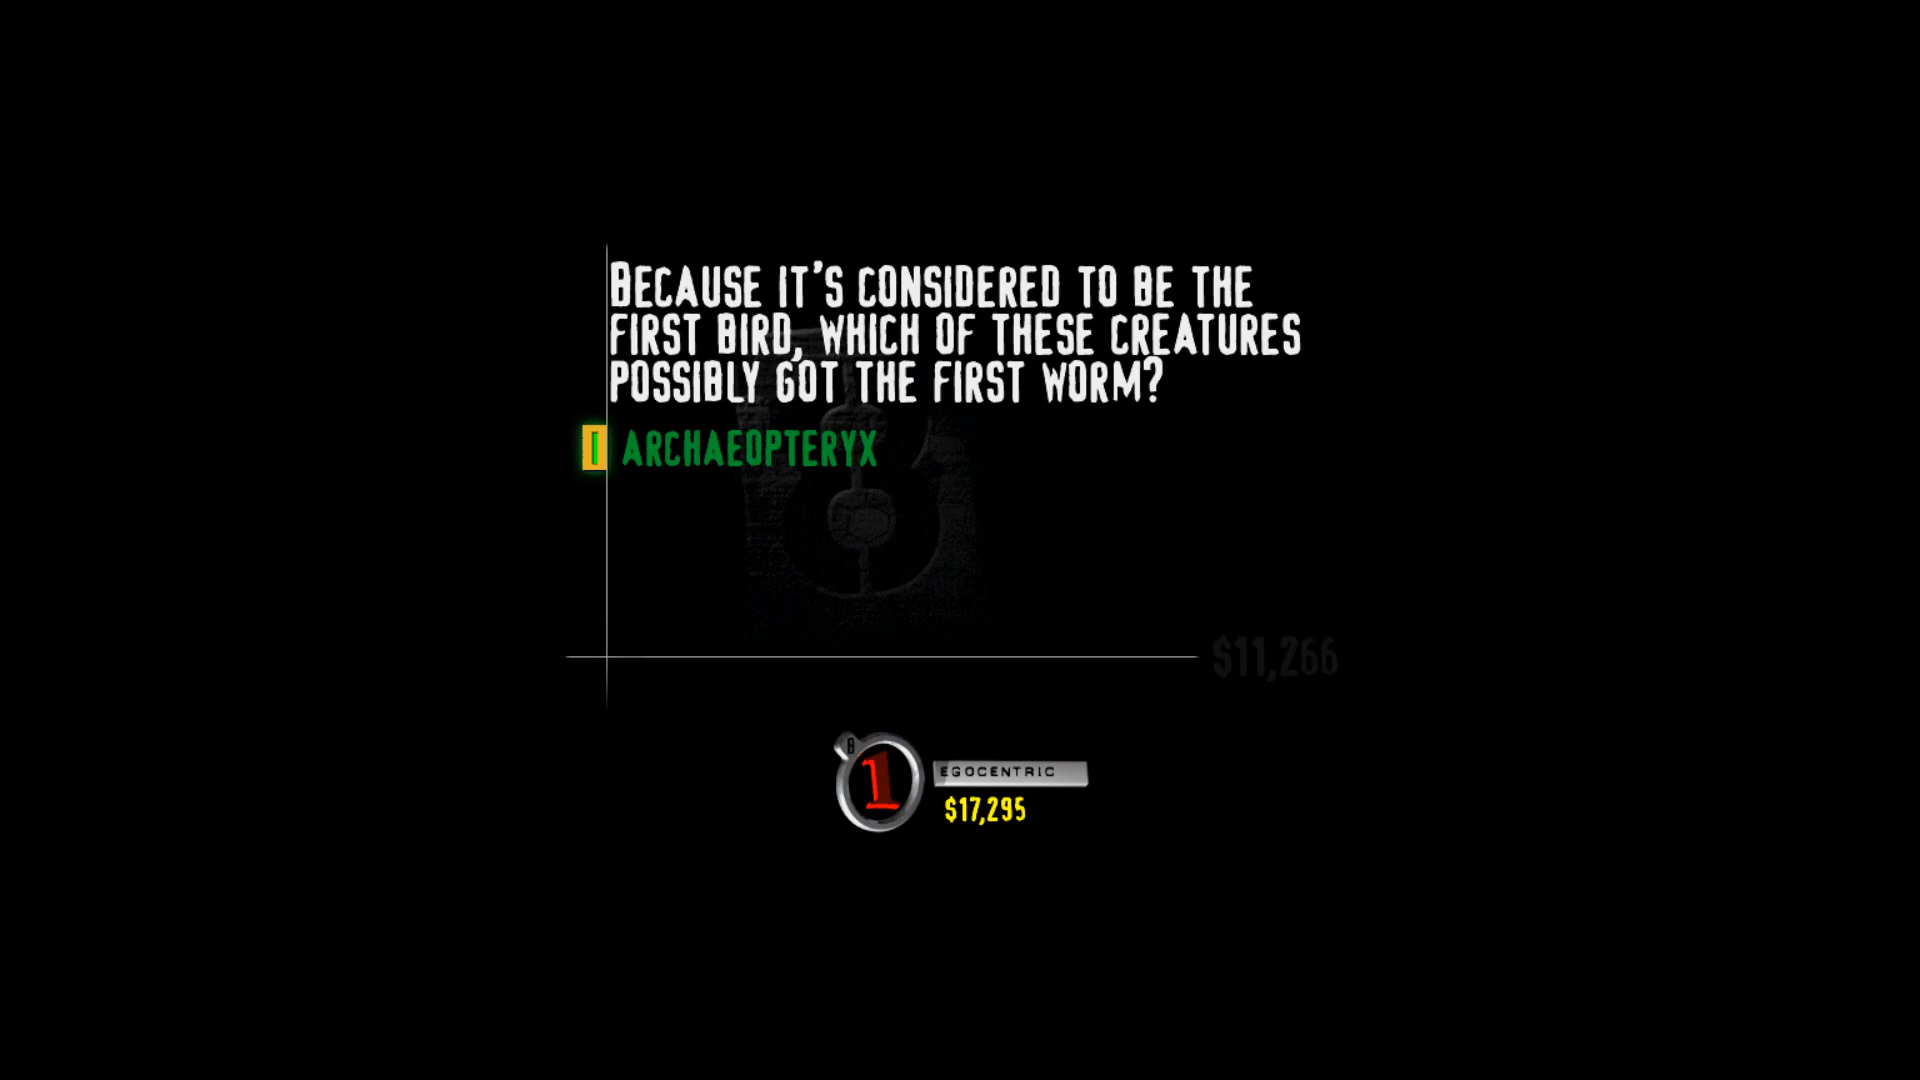 BECAUSE IT'S CONSIDERED TO BE THE
FIRST BIRD, WHICH OF THESE CREATURES
POSSIBLY GOT THE FIRST WORM?
1 ARCHAEOPTERYX
$11,266
B
1
EGOCENTRIC
$17,295